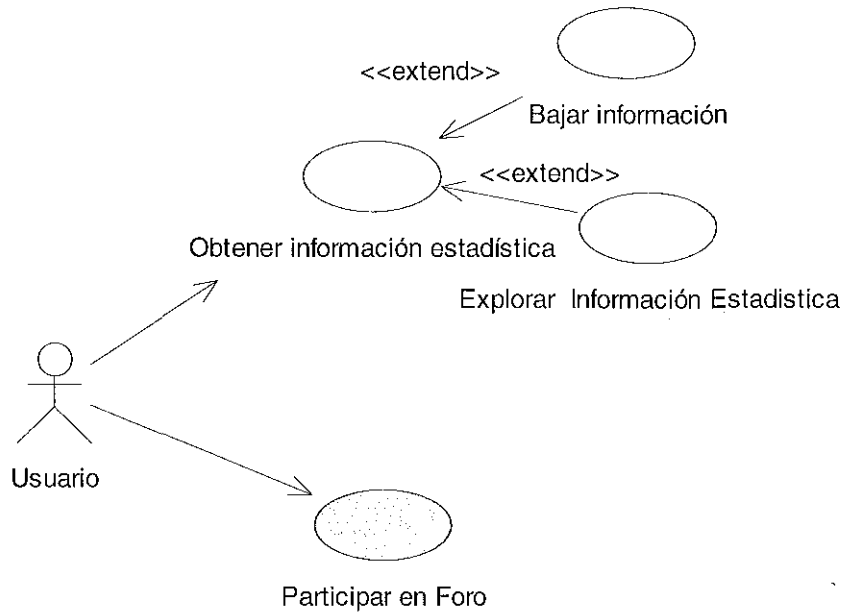 <<extend>>
Bajar información
<<extend>>
Obtener información estadística
Explorar Información Estadistica
Usuario
Participar en Foro